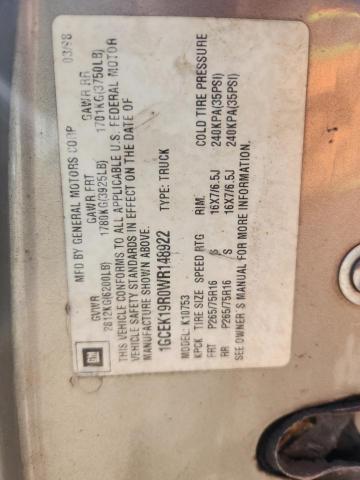 MFD BY GENERAL MOTORS CORP 03/98
GVWR GAWR FRT GAWR RR
2812KG(6200LB) 1780KG(3925LB) 1701KG(3750LB)
THIS VEHICLE CONFORMS TO ALL APPLICABLE U.S. FEDERAL MOTOR
VEHICLE SAFETY STANDARDS IN EFFECT ON THE DATE OF
MANUFACTURE SHOWN ABOVE.
1GCEK19R0WR148922 TYPE: TRUCK
MODEL: K10753
KPCK TIRE SIZE SPEED RTG RIM COLD TIRE PRESSURE
FRT P265/75R16 S 16X7/6.5J 240KPA(35PSI)
RR P265/75R16 S 16X7/6.5J 240KPA(35PSI)
SEE OWNER'S MANUAL FOR MORE INFORMATION.
GM